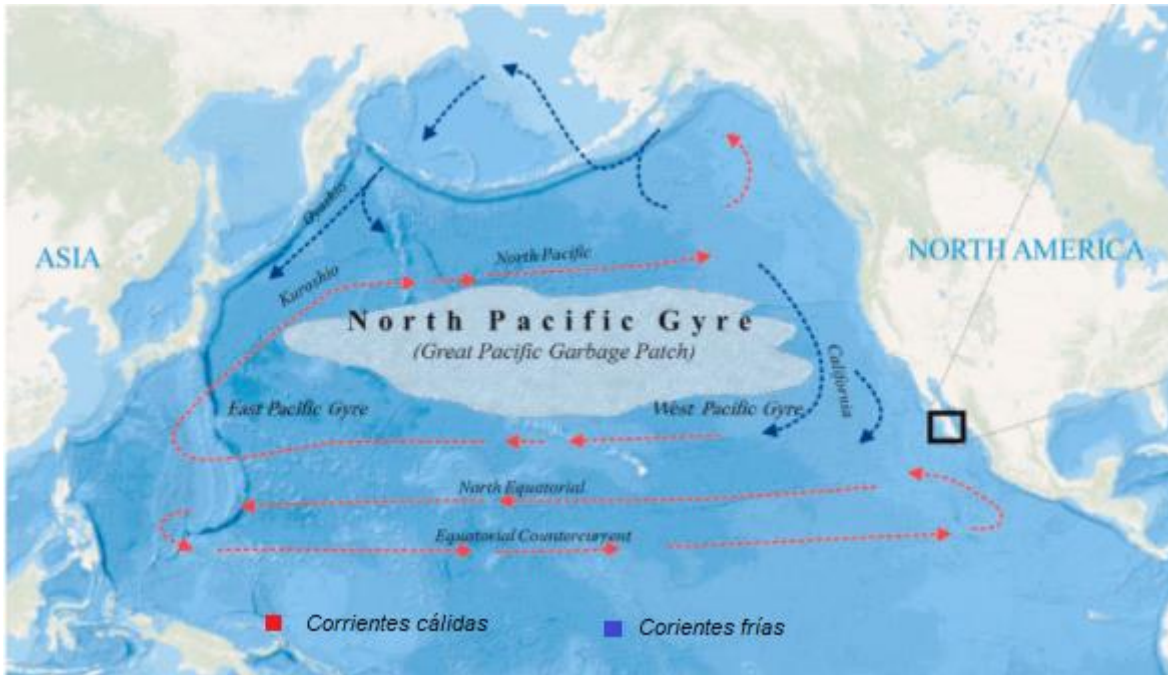 Oyashio
ASIA
NORTH AMERICA
Kuroshio
North Pacific
North Pacific Gyre
(Great Pacific Garbage Patch)
California
East Pacific Gyre
West Pacific Gyre
North Equatorial
Equatorial Countercurrent
Corrientes cálidas
Corientes frías